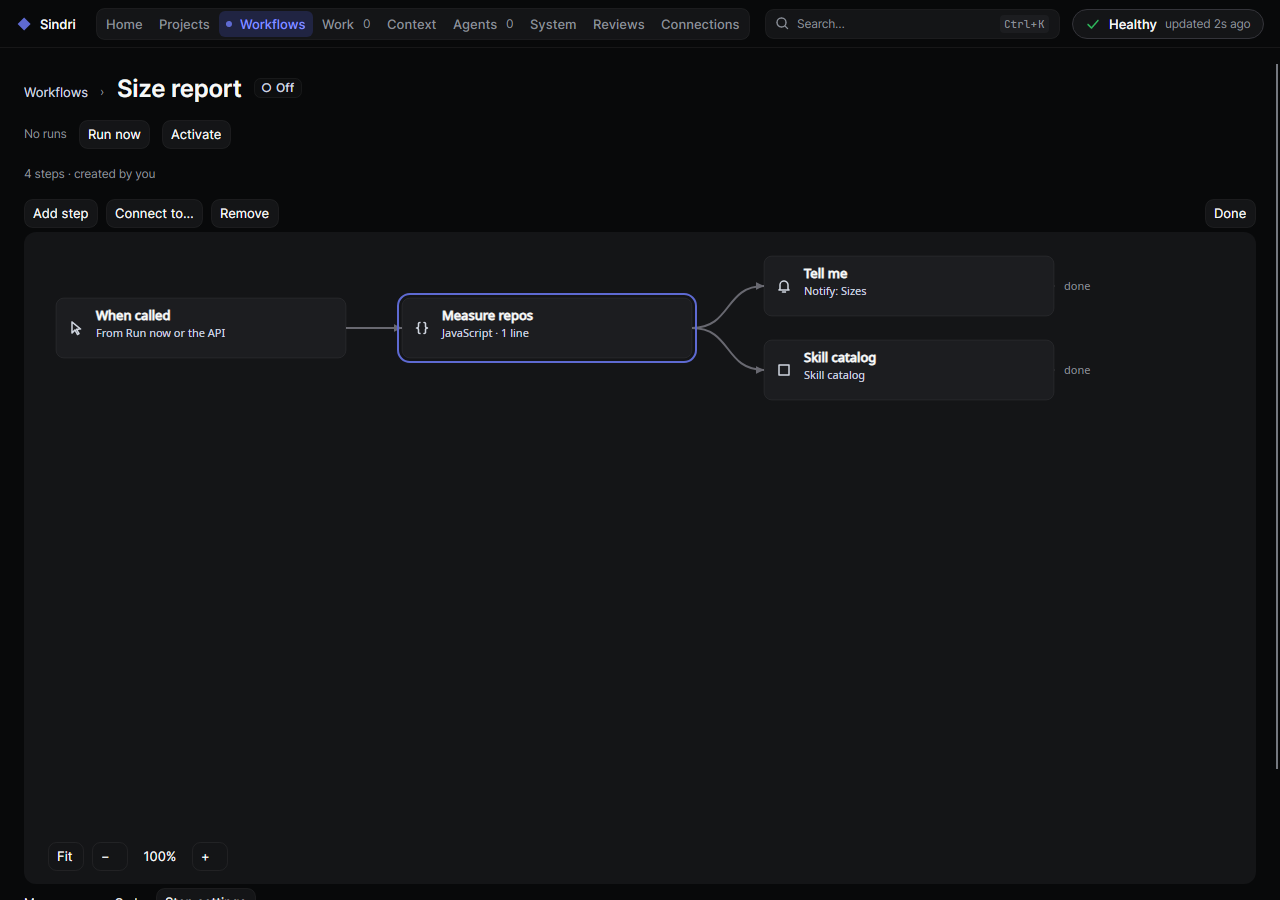 Sindri Home Projects Workflows Work 0 Context Agents 0 System Reviews Connections Search... Ctrl+K Healthy updated 2s ago
Workflows › Size report Off
No runs Run now Activate
4 steps · created by you
Add step Connect to... Remove Done
Tell me
Notify: Sizes
done
When called
From Run now or the API
{} Measure repos
JavaScript · 1 line
Skill catalog
Skill catalog
done
Fit − 100% +